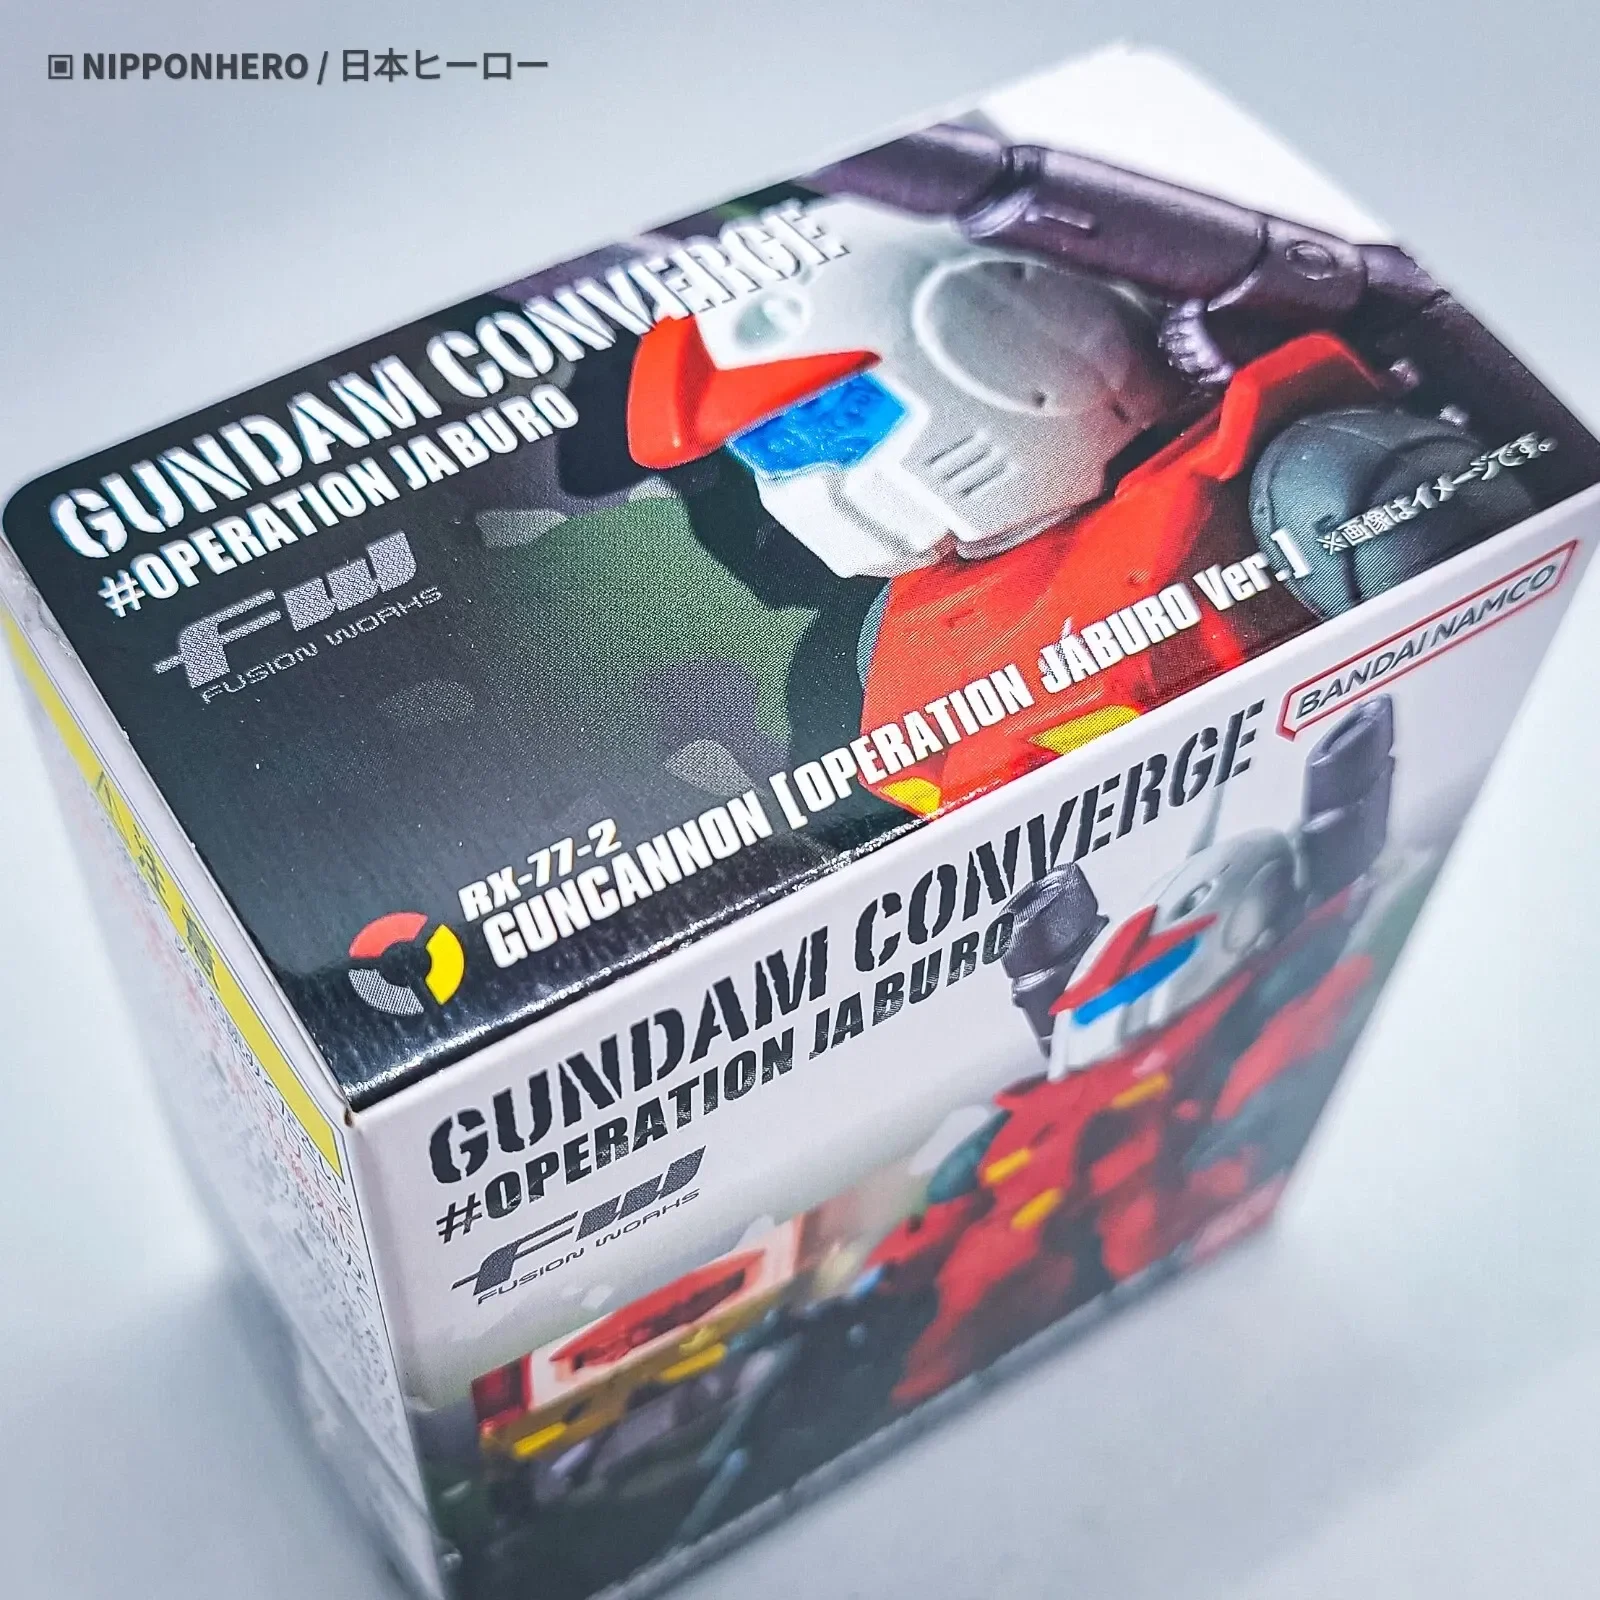 ▣ NIPPONHERO / 日本ヒーロー
GUNDAM CONVERGE
#OPERATION JABURO
FW
FUSION WORKS
※画像はイメージです。
RX-77-2
GUNCANNON [OPERATION JABURO Ver.]
BANDAI NAMCO
GUNDAM CONVERGE
#OPERATION JABURO
FW
FUSION WORKS
注意